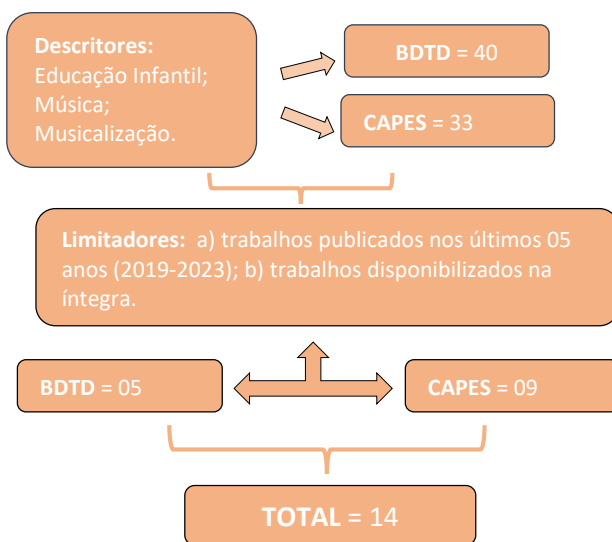 Descritores:
Educação Infantil;
Música;
Musicalização.
BDTD = 40
CAPES = 33
Limitadores: a) trabalhos publicados nos últimos 05
anos (2019-2023); b) trabalhos disponibilizados na
íntegra.
BDTD = 05
CAPES = 09
TOTAL = 14